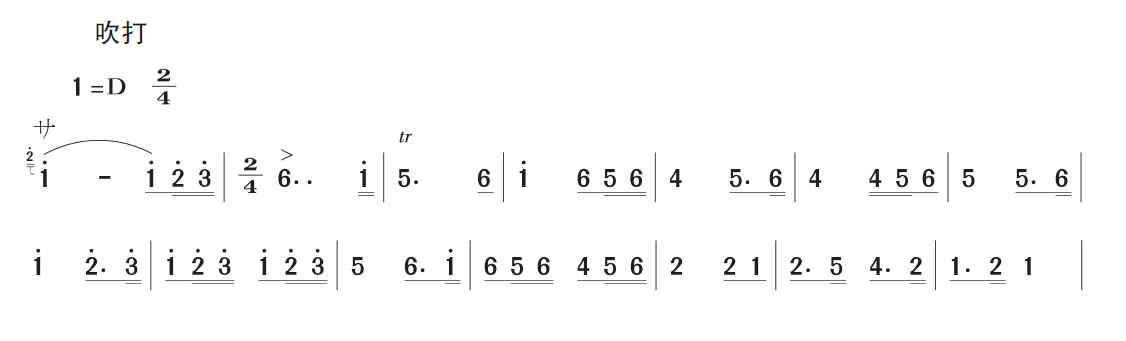 吹打
1=D 2/4
サ tr
2 i - i 2̇ 3̇ | 2/4 > 6.. i | 5. 6 | i 6 5 6 | 4 5. 6 | 4 4 5 6 | 5 5. 6 |
i 2̇. 3̇ | i 2̇ 3̇ i 2̇ 3̇ | 5 6. i | 6 5 6 4 5 6 | 2 2 1 | 2. 5 4. 2 | 1. 2 1 |